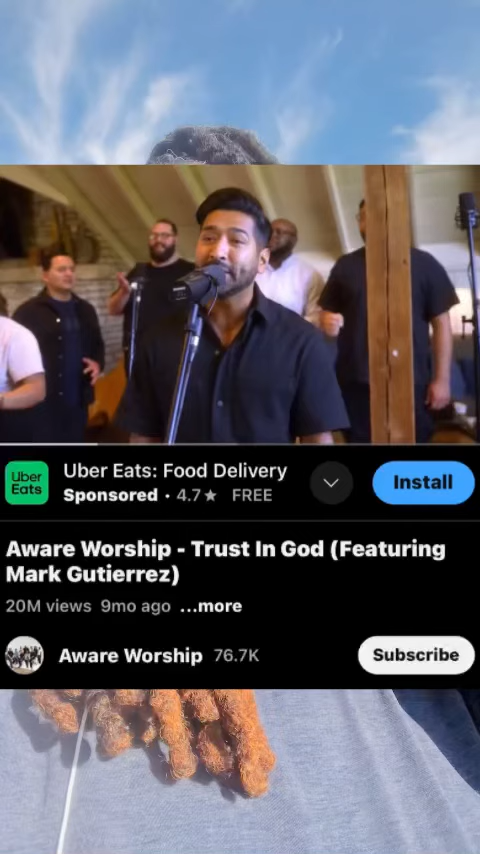 Uber
Eats
Uber Eats: Food Delivery
Sponsored • 4.7★ FREE
Install
Aware Worship - Trust In God (Featuring
Mark Gutierrez)
20M views 9mo ago ...more
Aware Worship 76.7K
Subscribe